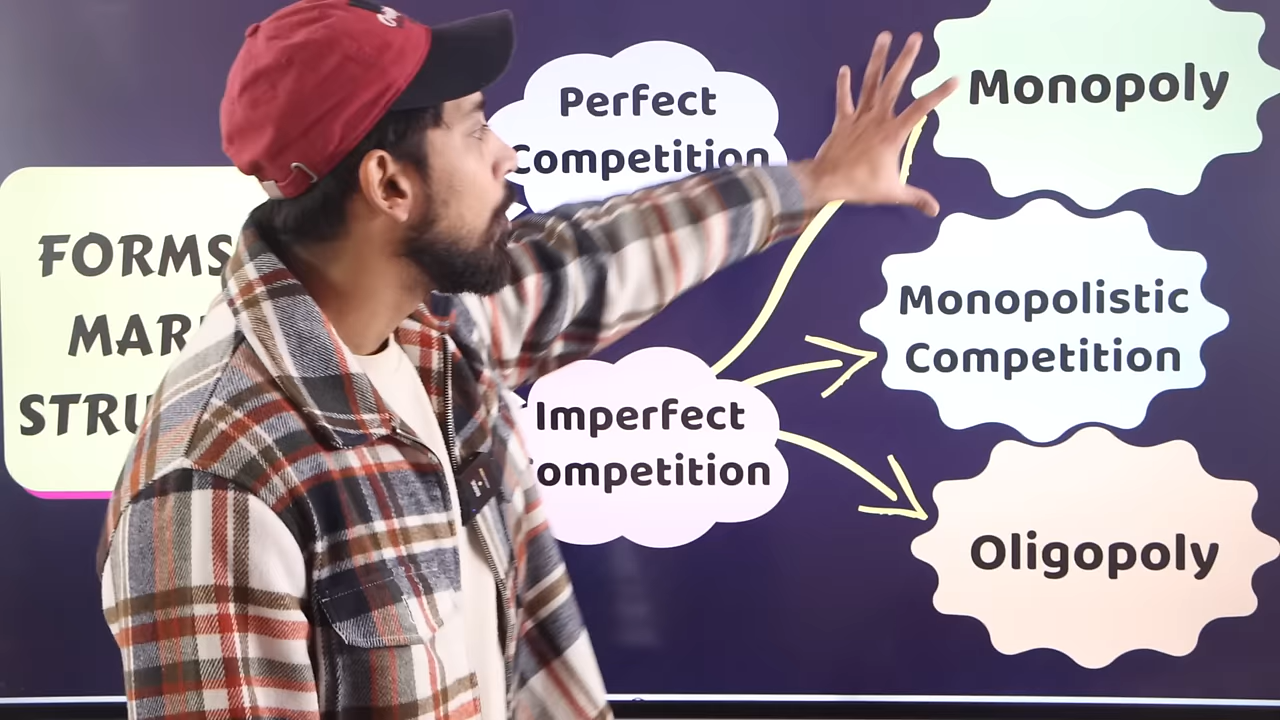 FORMS
MAR
STRU
Perfect
Competition
Imperfect
Competition
Monopoly
Monopolistic
Competition
Oligopoly